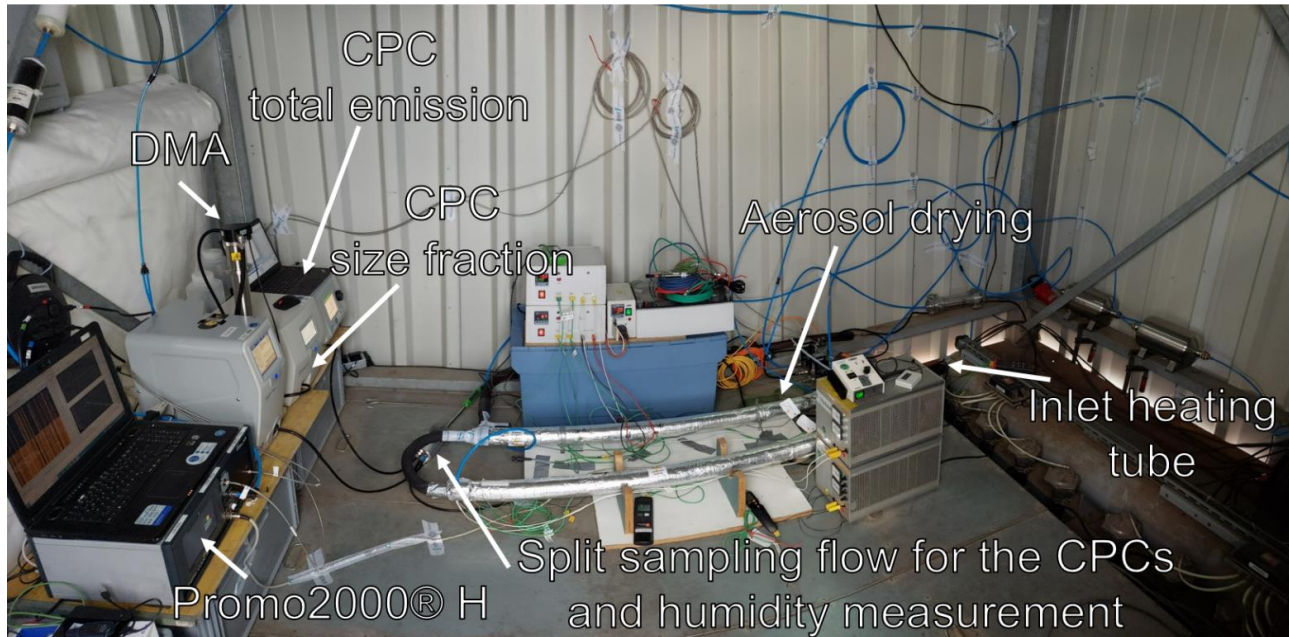 CPC
total emission
DMA
CPC
size fraction
Aerosol drying
Inlet heating
tube
Split sampling flow for the CPCs
and humidity measurement
Promo2000® H